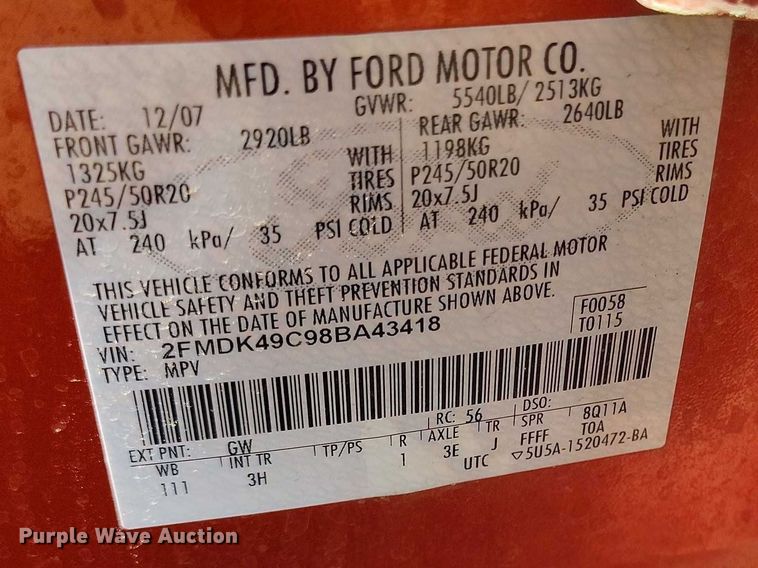 MFD. BY FORD MOTOR CO.
DATE: 12/07 GVWR: 5540LB/ 2513KG
FRONT GAWR: 2920LB REAR GAWR: 2640LB
1325KG WITH 1198KG WITH
P245/50R20 TIRES P245/50R20 TIRES
20x7.5J RIMS 20x7.5J RIMS
AT 240 kPa/ 35 PSI COLD AT 240 kPa/ 35 PSI COLD
THIS VEHICLE CONFORMS TO ALL APPLICABLE FEDERAL MOTOR
VEHICLE SAFETY AND THEFT PREVENTION STANDARDS IN
EFFECT ON THE DATE OF MANUFACTURE SHOWN ABOVE.
VIN: 2FMDK49C98BA43418 F0058
TYPE: MPV T0115
EXT PNT: GW RC: 56 DSO:
WB INT TR TP/PS R AXLE TR SPR 8Q11A
111 3H 1 3E J FFFF T0A
UTC ▽5U5A-1520472-BA
Purple Wave Auction